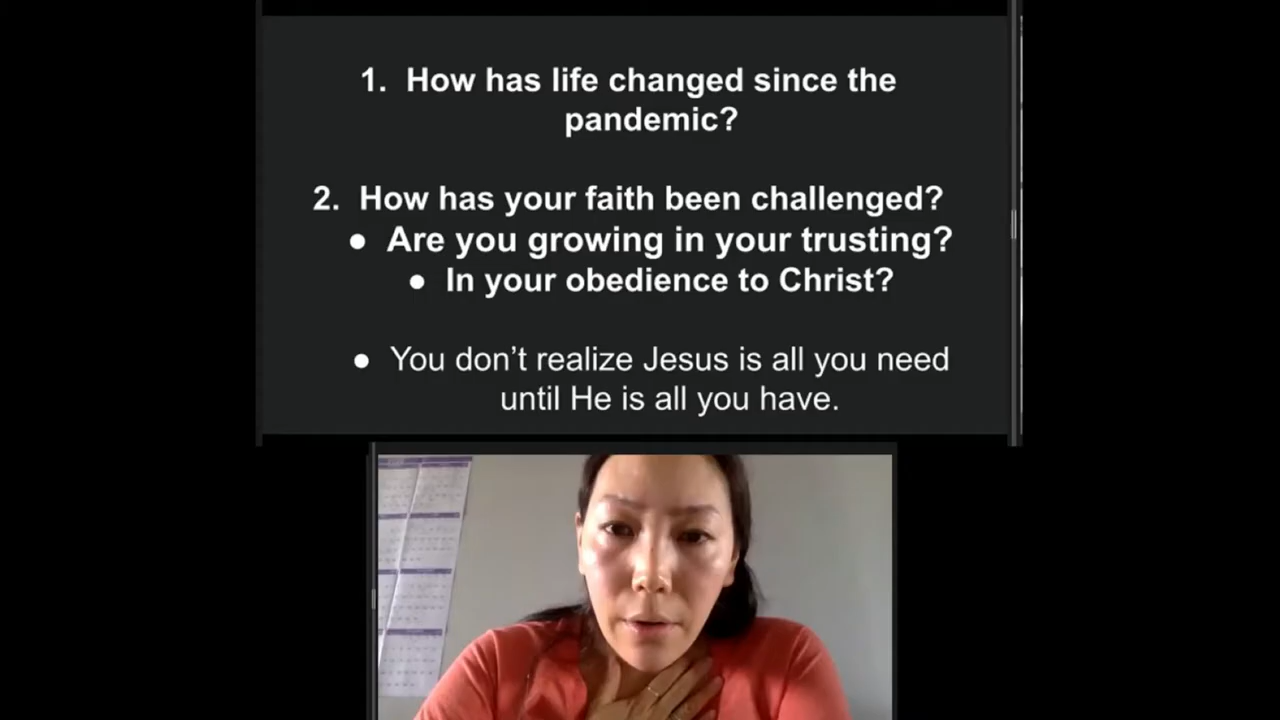 1. How has life changed since the
pandemic?
2. How has your faith been challenged?
● Are you growing in your trusting?
● In your obedience to Christ?
● You don’t realize Jesus is all you need
until He is all you have.